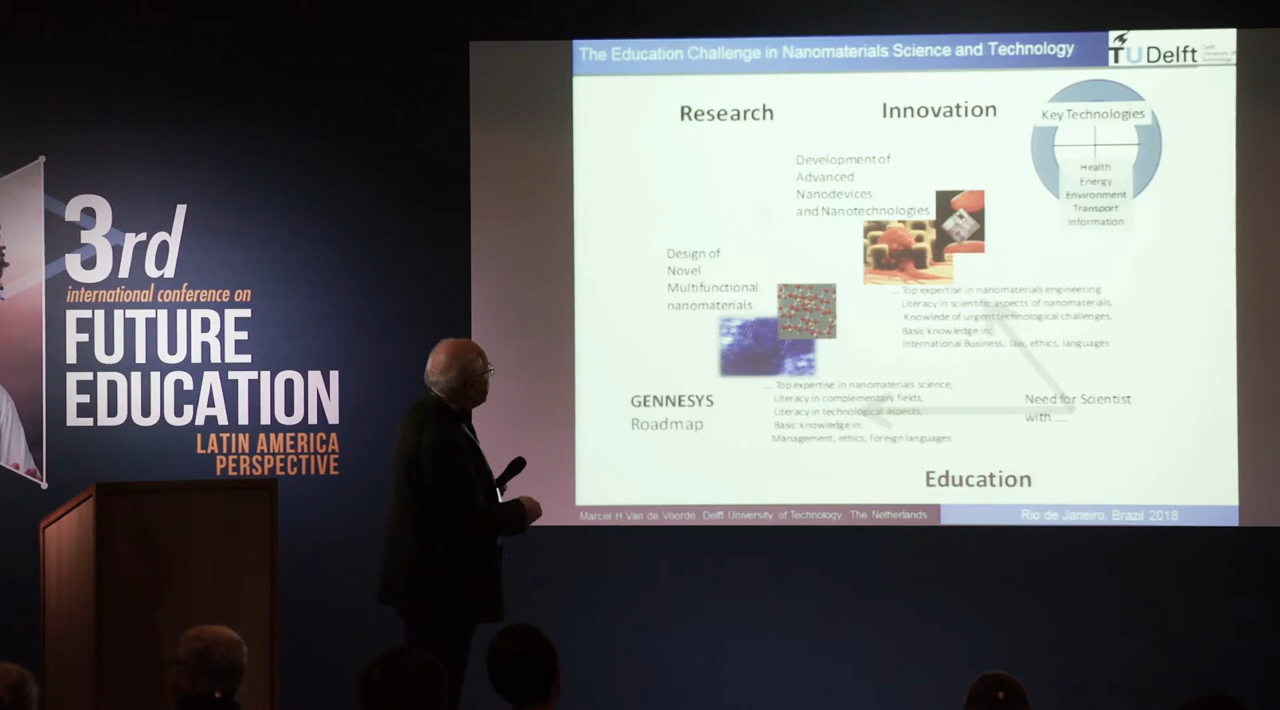 3rd
international conference on
FUTURE
EDUCATION
LATIN AMERICA
PERSPECTIVE
The Education Challenge in Nanomaterials Science and Technology
TUDelft
Delft
University of
Technology
Research
Innovation
Key Technologies
Health
Energy
Environment
Transport
Information
Development of
Advanced
Nanodevices
and Nanotechnologies
Design of
Novel
Multifunctional
nanomaterials
... Top expertise in nanomaterials engineering
Literacy in scientific aspects of nanomaterials,
Knowlede of urgent technological challenges,
Basic knowledge in:
International Business, law, ethics, languages
GENNESYS
Roadmap
.... Top expertise in nanomaterials science,
Literacy in complementary fields,
Literacy in technological aspects,
Basic knowledge in:
Management, ethics, foreign languages
Need for Scientist
with ....
Education
Marcel H Van de Voorde, Delft University of Technology, The Netherlands
Rio de Janeiro, Brazil 2018